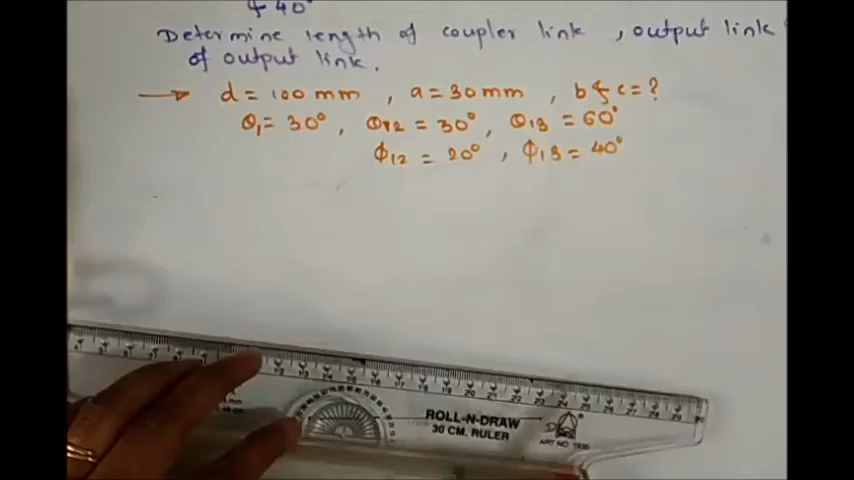 & 40°
Determine length of coupler link , output link
of output link.
→ d = 100 mm , a = 30 mm , b & c = ?
θ1 = 30° , θ12 = 30° , θ13 = 60°
ϕ12 = 20° , ϕ13 = 40°
ROLL-N-DRAW
30 CM. RULER